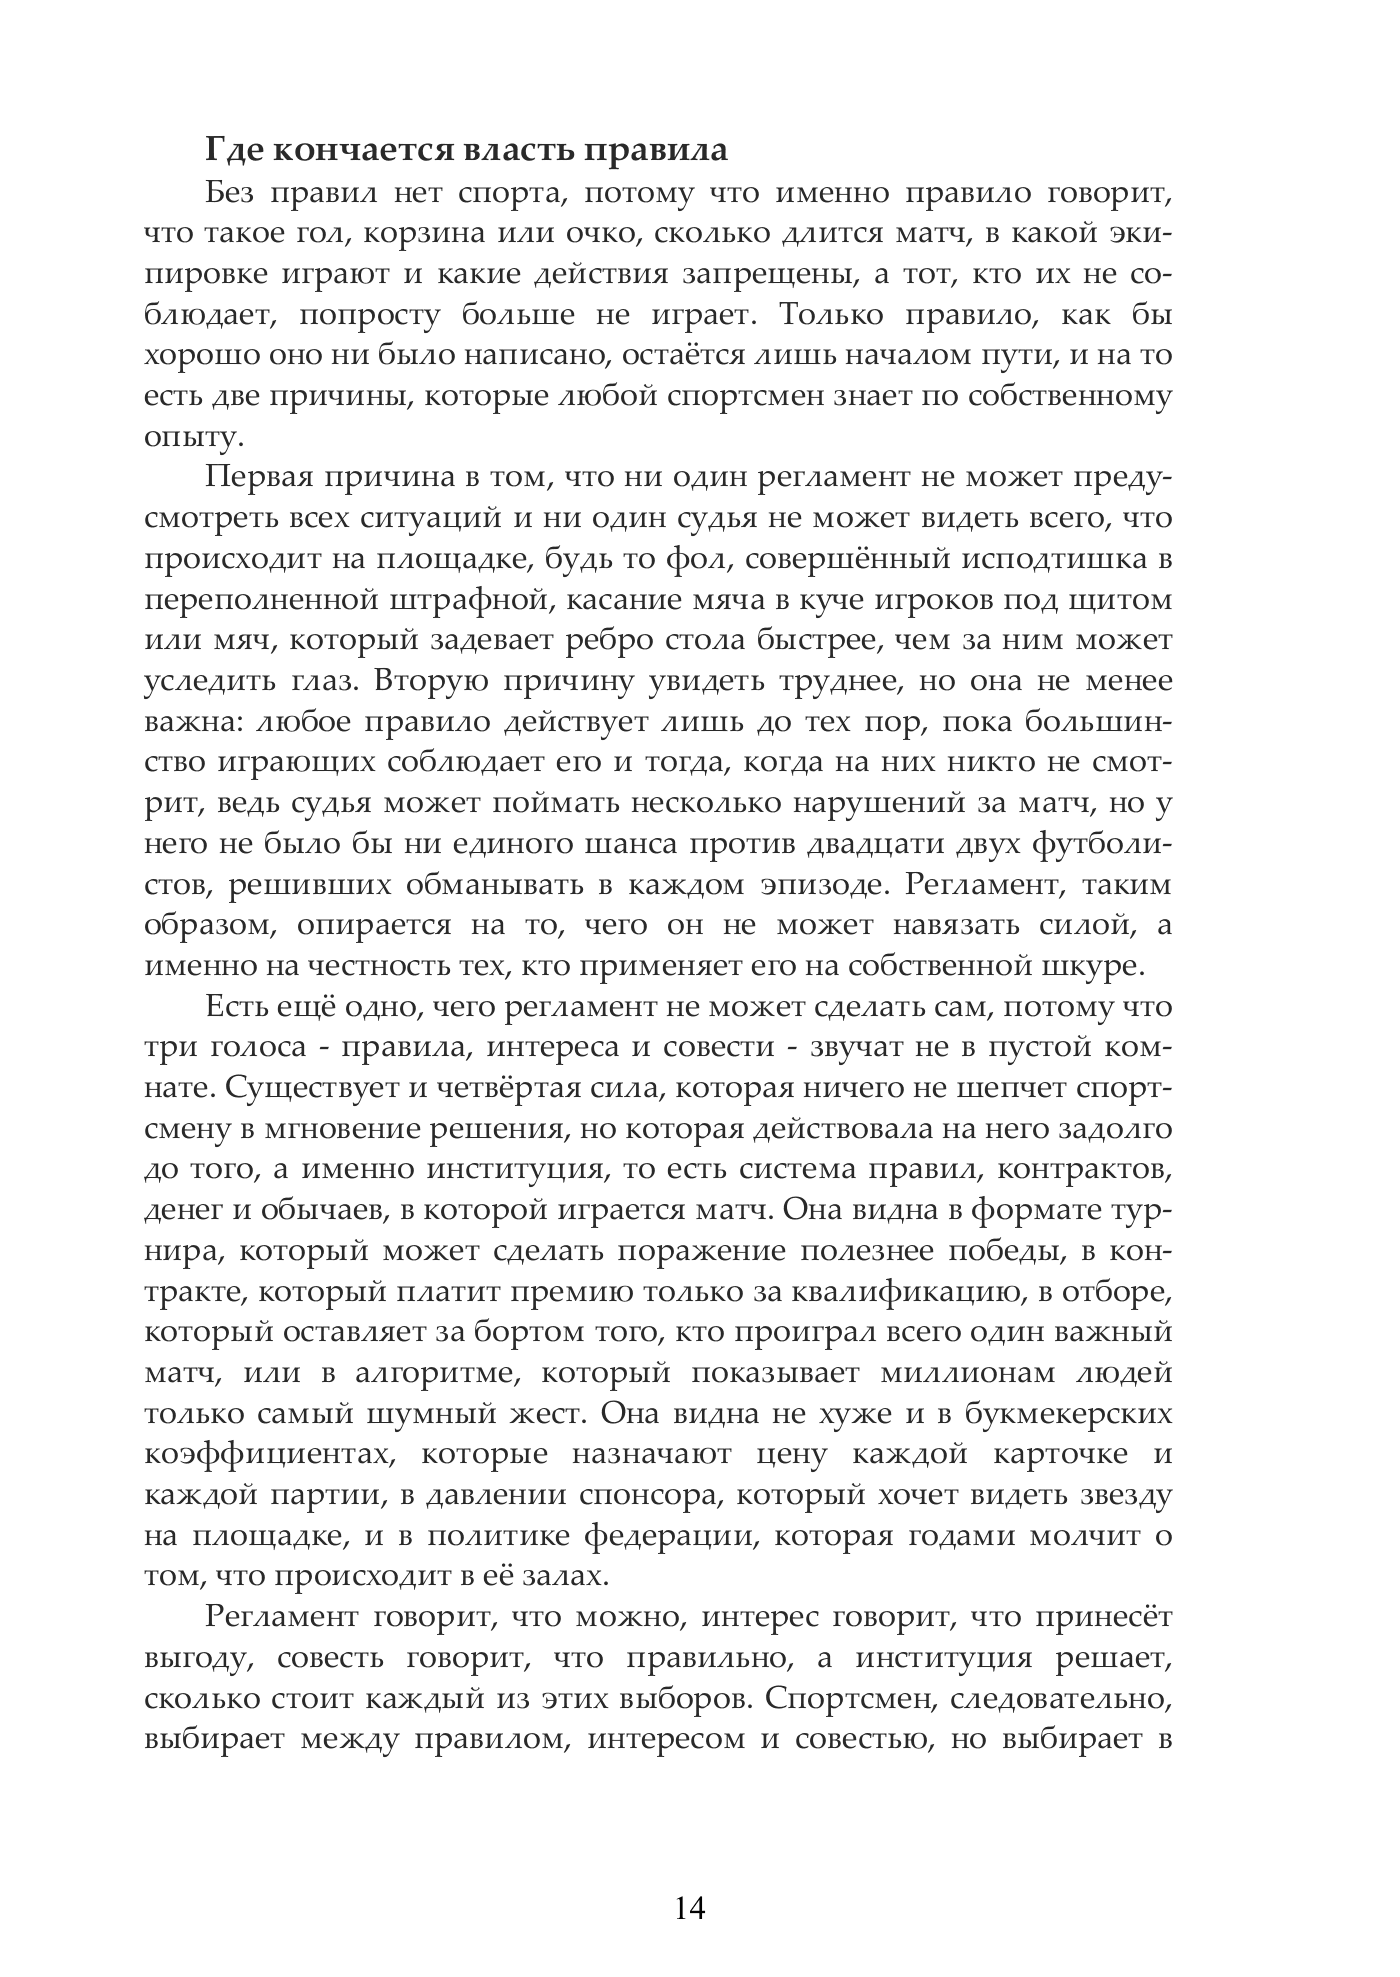 Где кончается власть правила
Без правил нет спорта, потому что именно правило говорит,
что такое гол, корзина или очко, сколько длится матч, в какой эки-
пировке играют и какие действия запрещены, а тот, кто их не со-
блюдает, попросту больше не играет. Только правило, как бы
хорошо оно ни было написано, остаётся лишь началом пути, и на то
есть две причины, которые любой спортсмен знает по собственному
опыту.
Первая причина в том, что ни один регламент не может преду-
смотреть всех ситуаций и ни один судья не может видеть всего, что
происходит на площадке, будь то фол, совершённый исподтишка в
переполненной штрафной, касание мяча в куче игроков под щитом
или мяч, который задевает ребро стола быстрее, чем за ним может
уследить глаз. Вторую причину увидеть труднее, но она не менее
важна: любое правило действует лишь до тех пор, пока большин-
ство играющих соблюдает его и тогда, когда на них никто не смот-
рит, ведь судья может поймать несколько нарушений за матч, но у
него не было бы ни единого шанса против двадцати двух футболи-
стов, решивших обманывать в каждом эпизоде. Регламент, таким
образом, опирается на то, чего он не может навязать силой, а
именно на честность тех, кто применяет его на собственной шкуре.
Есть ещё одно, чего регламент не может сделать сам, потому что
три голоса - правила, интереса и совести - звучат не в пустой ком-
нате. Существует и четвёртая сила, которая ничего не шепчет спорт-
смену в мгновение решения, но которая действовала на него задолго
до того, а именно институция, то есть система правил, контрактов,
денег и обычаев, в которой играется матч. Она видна в формате тур-
нира, который может сделать поражение полезнее победы, в кон-
тракте, который платит премию только за квалификацию, в отборе,
который оставляет за бортом того, кто проиграл всего один важный
матч, или в алгоритме, который показывает миллионам людей
только самый шумный жест. Она видна не хуже и в букмекерских
коэффициентах, которые назначают цену каждой карточке и
каждой партии, в давлении спонсора, который хочет видеть звезду
на площадке, и в политике федерации, которая годами молчит о
том, что происходит в её залах.
Регламент говорит, что можно, интерес говорит, что принесёт
выгоду, совесть говорит, что правильно, а институция решает,
сколько стоит каждый из этих выборов. Спортсмен, следовательно,
выбирает между правилом, интересом и совестью, но выбирает в
14